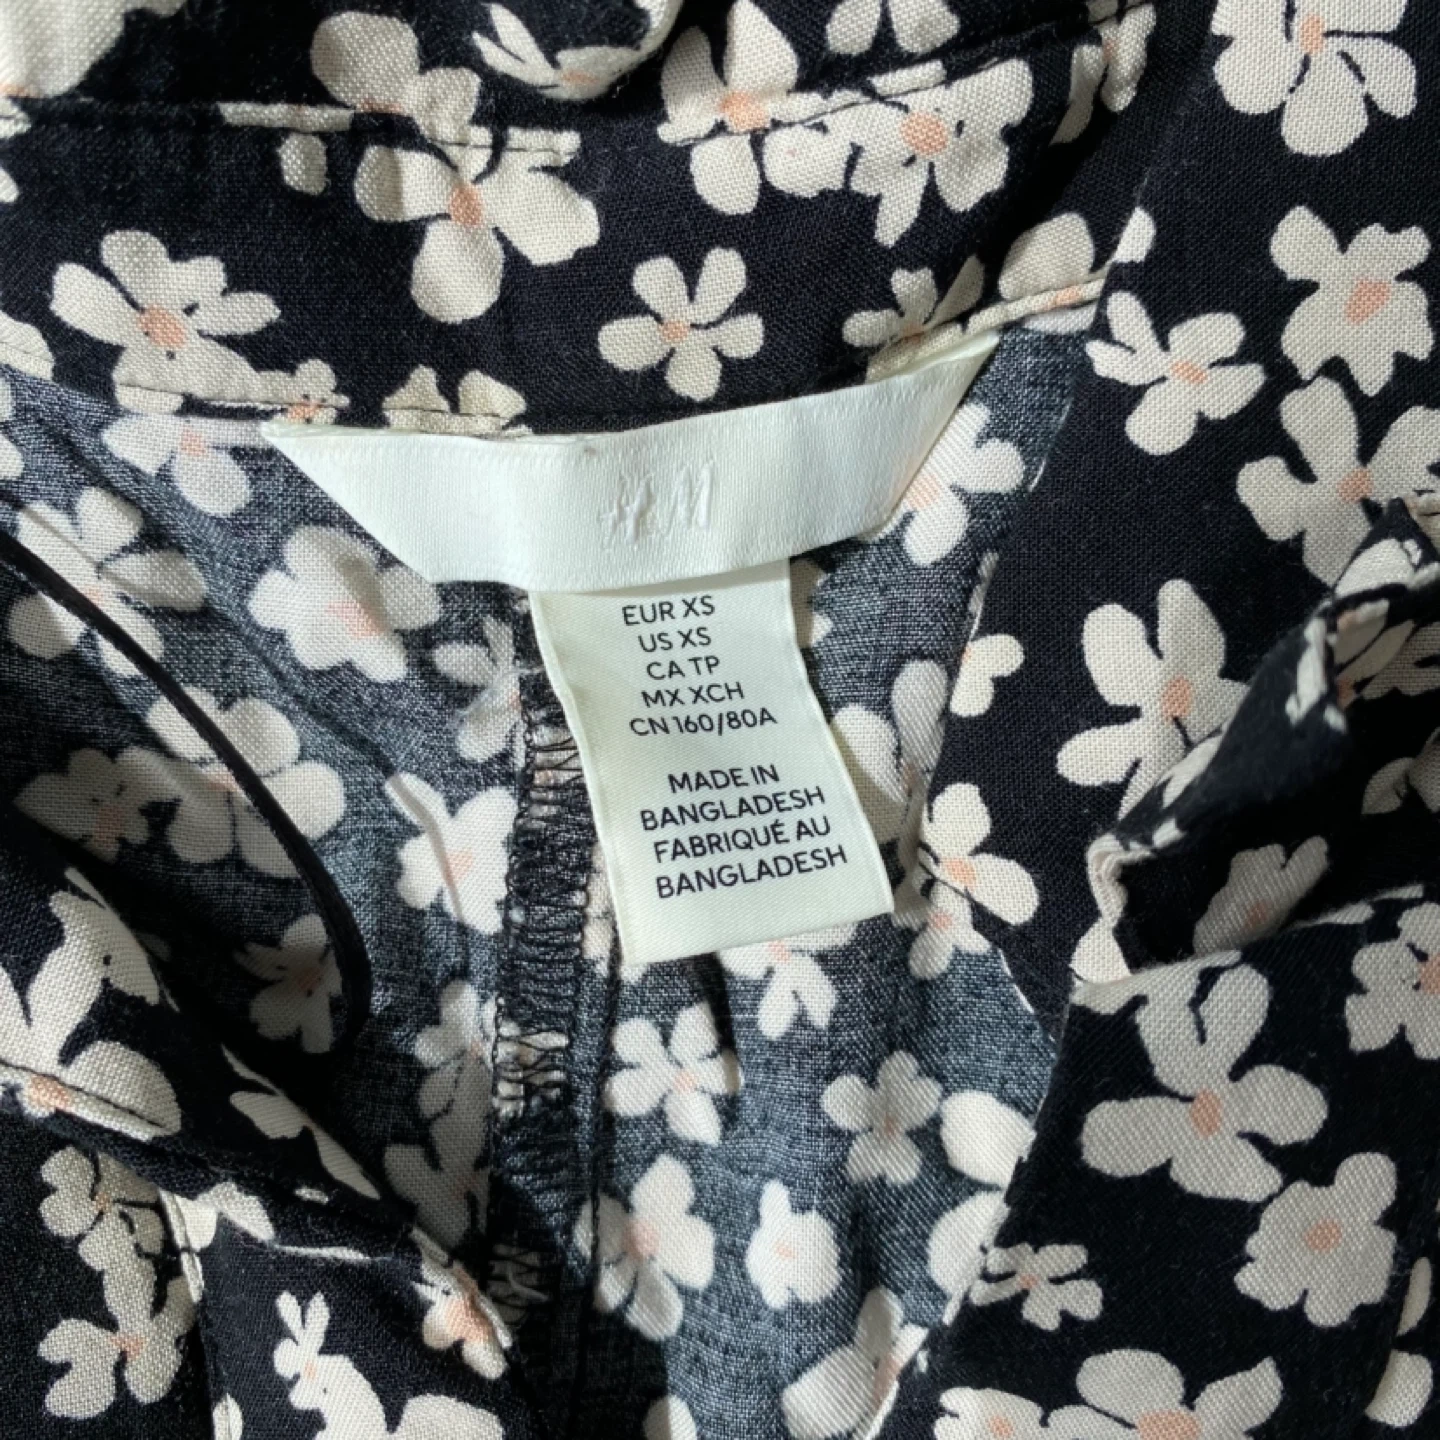 H&M
EUR XS
US XS
CA TP
MX XCH
CN 160/80A
MADE IN
BANGLADESH
FABRIQUÉ AU
BANGLADESH